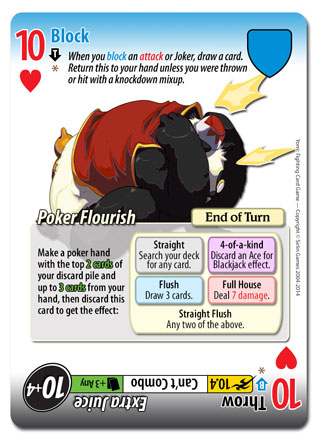 10 Block
When you block an attack or Joker, draw a card.
* Return this to your hand unless you were thrown
or hit with a knockdown mixup.
Yomi: Fighting Card Game — Copyright © Sirlin Games 2004-2014
Poker Flourish
End of Turn
Make a poker hand
with the top 2 cards of
your discard pile and
up to 3 cards from your
hand, then discard this
card to get the effect:
Straight
Search your deck
for any card.
4-of-a-kind
Discard an Ace for
Blackjack effect.
Flush
Draw 3 cards.
Full House
Deal 7 damage.
Straight Flush
Any two of the above.
10 Throw
*
10.4
Can't Combo
+3 Any
10+4
Extra Juice